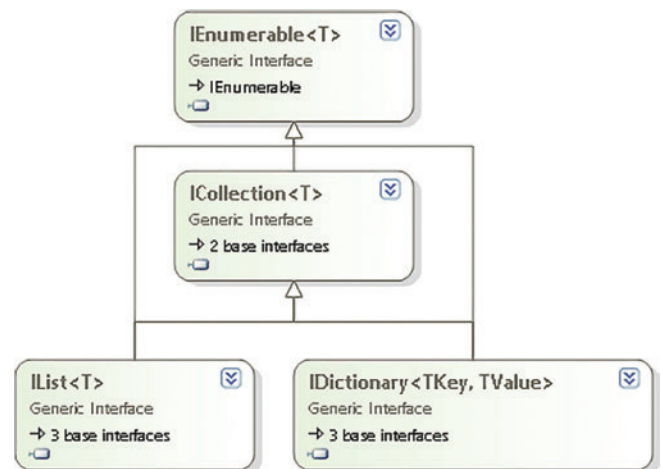 IEnumerable<T>
Generic Interface
IEnumerable
ICollection<T>
Generic Interface
2 base interfaces
IList<T>
Generic Interface
3 base interfaces
IDictionary<TKey, TValue>
Generic Interface
3 base interfaces